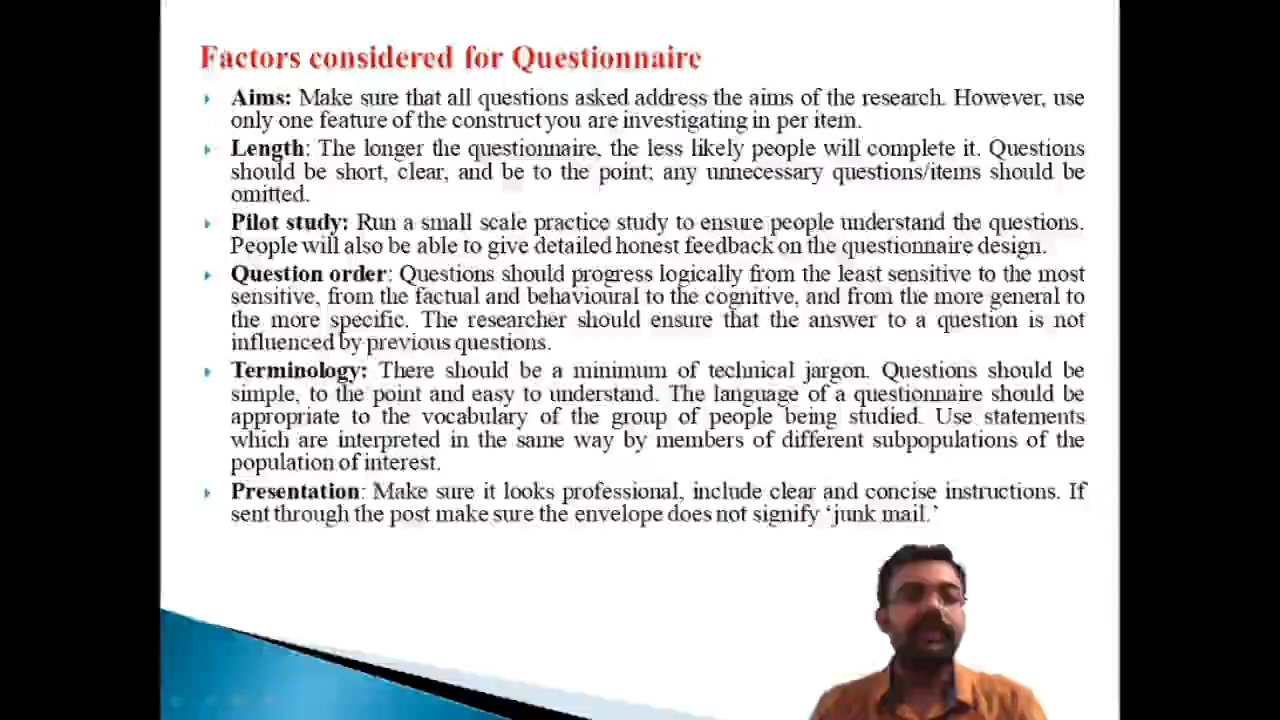 Factors considered for Questionnaire
Aims: Make sure that all questions asked address the aims of the research. However, use
only one feature of the construct you are investigating in per item.
Length: The longer the questionnaire, the less likely people will complete it. Questions
should be short, clear, and be to the point; any unnecessary questions/items should be
omitted.
Pilot study: Run a small scale practice study to ensure people understand the questions.
People will also be able to give detailed honest feedback on the questionnaire design.
Question order: Questions should progress logically from the least sensitive to the most
sensitive, from the factual and behavioural to the cognitive, and from the more general to
the more specific. The researcher should ensure that the answer to a question is not
influenced by previous questions.
Terminology: There should be a minimum of technical jargon. Questions should be
simple, to the point and easy to understand. The language of a questionnaire should be
appropriate to the vocabulary of the group of people being studied. Use statements
which are interpreted in the same way by members of different subpopulations of the
population of interest.
Presentation: Make sure it looks professional, include clear and concise instructions. If
sent through the post make sure the envelope does not signify ‘junk mail.’